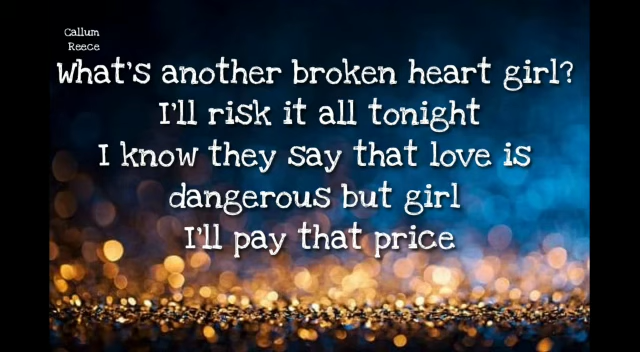 Callum
Reece
What's another broken heart girl?
I'll risk it all tonight
I know they say that love is
dangerous but girl
I'll pay that price